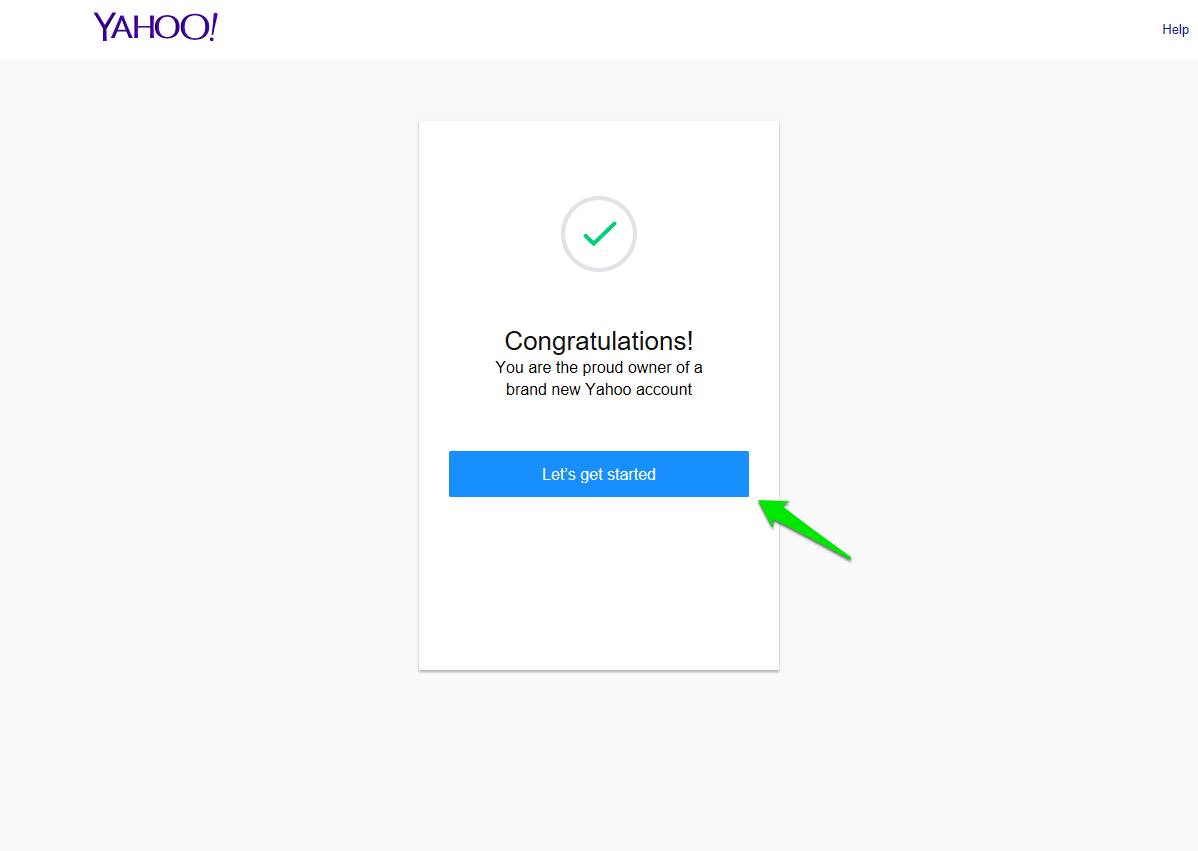 YAHOO!
Help
Congratulations!
You are the proud owner of a
brand new Yahoo account
Let's get started